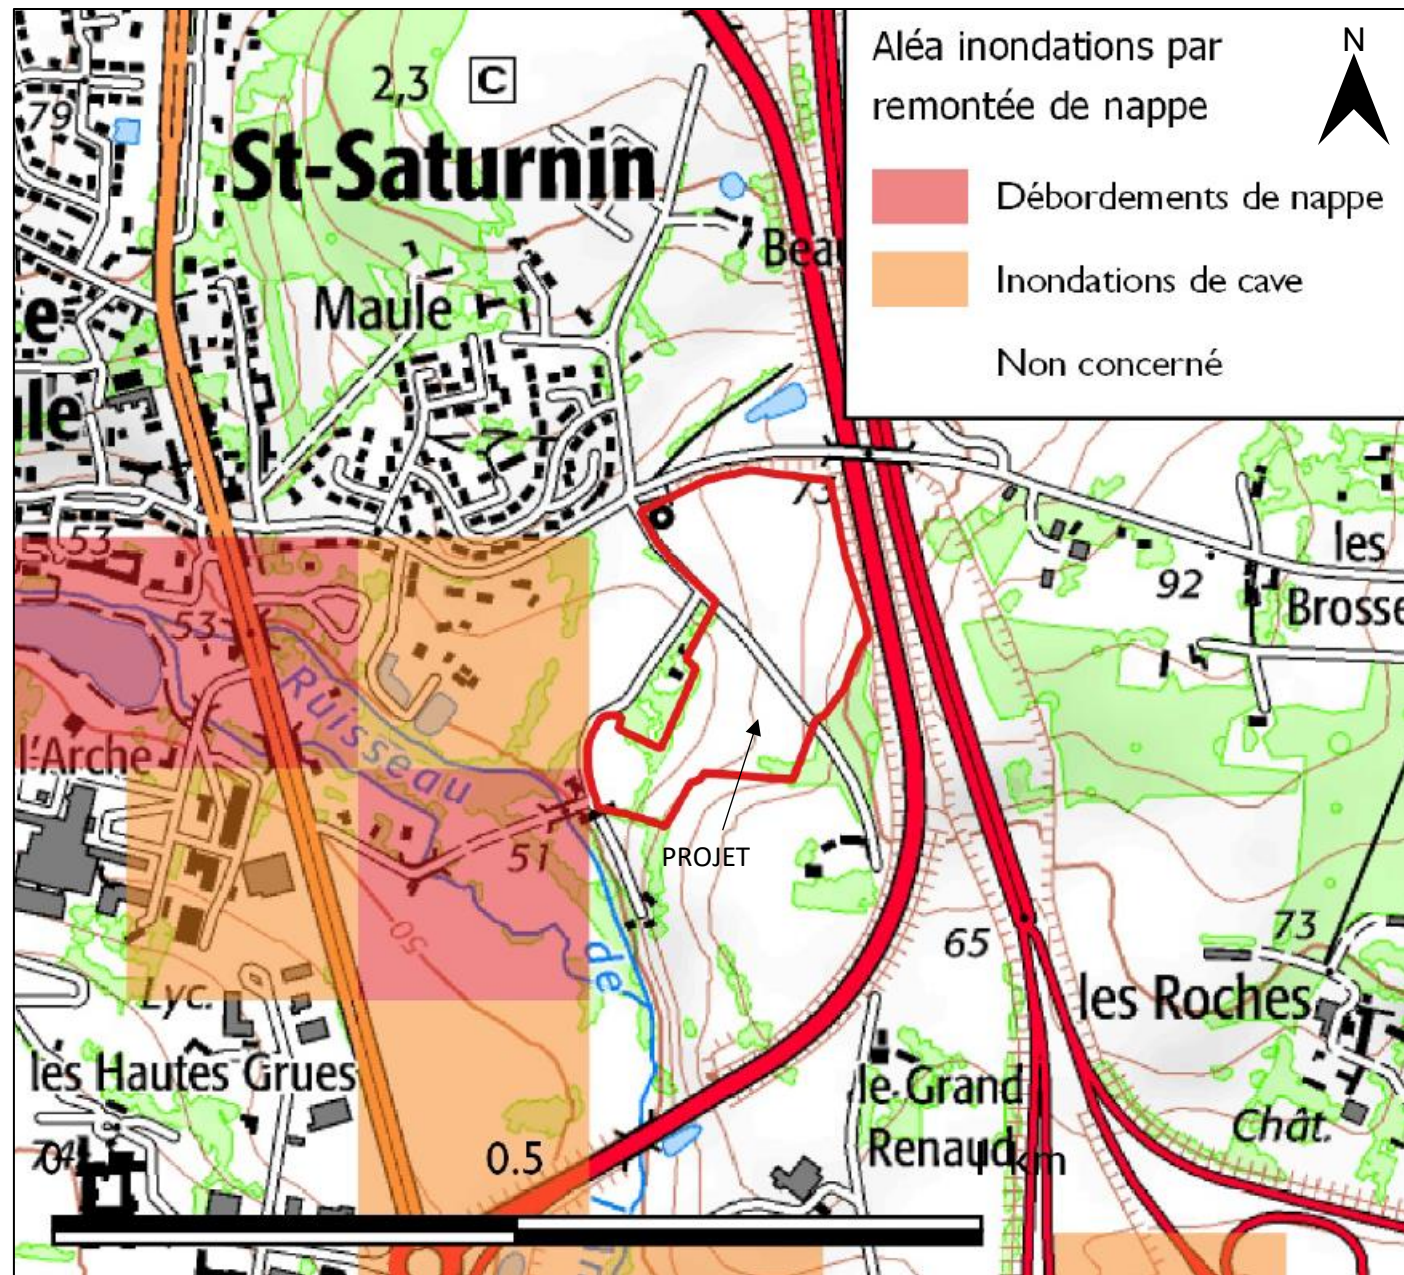 Aléa inondations par
remontée de nappe
N
Débordements de nappe
Inondations de cave
Non concerné
2,3 C
79
St-Saturnin
Maule
Bea
e
ule
73
53
53
les
Brosse
92
Ruisseau
l'Arche
51
PROJET
50
de
65
73
Lyc.
les Roches
les Hautes Grues
le Grand
Renaud
Chât.
0.5
1 km